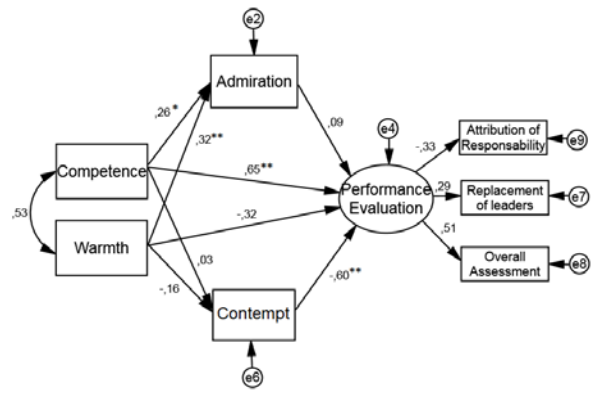 e2
Admiration
,26*
,32**
,09
e4
-,33
Attribution of
Responsability
e9
Competence
,65**
Performance
Evaluation
,29
Replacement
of leaders
e7
,53
-,32
,51
Warmth
,03
-,16
Overall
Assessment
e8
-,60**
Contempt
e6